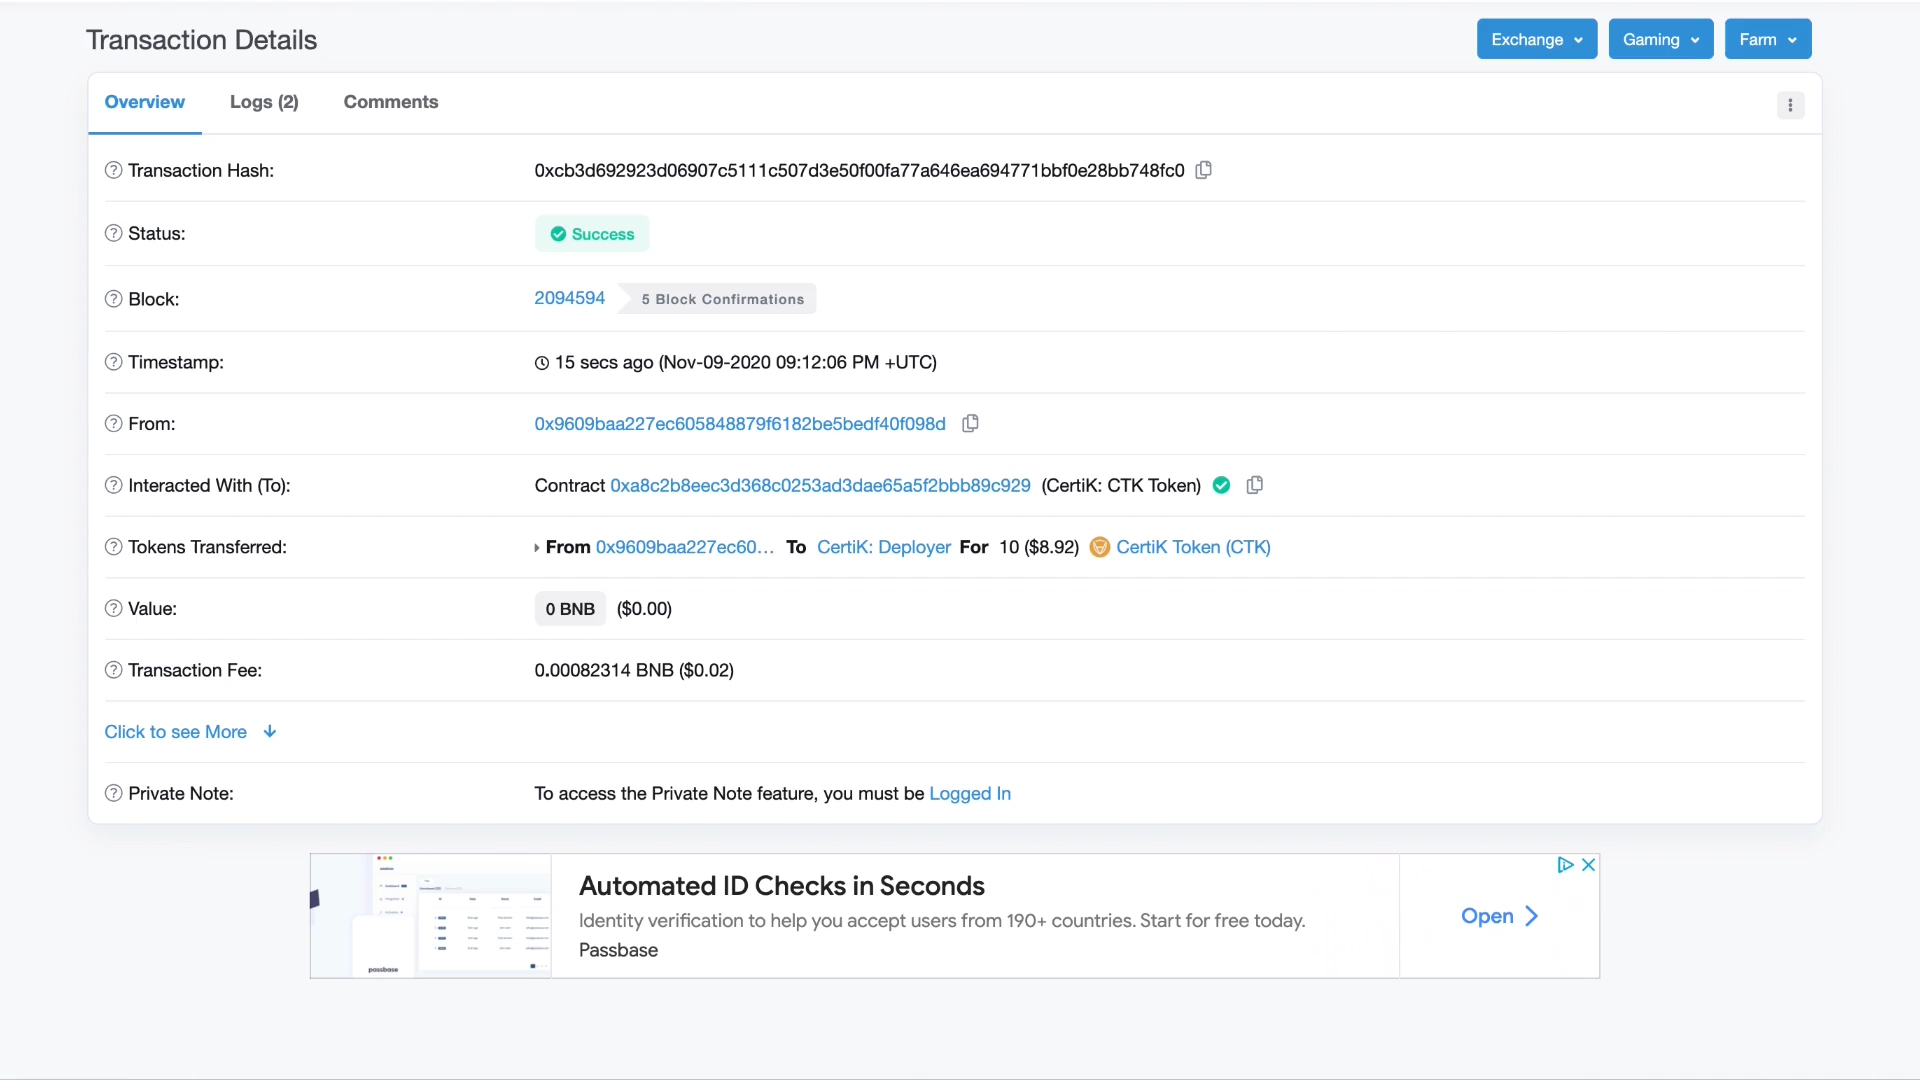 Transaction Details
Exchange
Gaming
Farm
Overview
Logs (2)
Comments
Transaction Hash: 0xcb3d692923d06907c5111c507d3e50f00fa77a646ea694771bbf0e28bb748fc0
Status: Success
Block: 2094594 5 Block Confirmations
Timestamp: 15 secs ago (Nov-09-2020 09:12:06 PM +UTC)
From: 0x9609baa227ec605848879f6182be5bedf40f098d
Interacted With (To): Contract 0xa8c2b8eec3d368c0253ad3dae65a5f2bbb89c929 (CertiK: CTK Token)
Tokens Transferred: From 0x9609baa227ec60... To CertiK: Deployer For 10 ($8.92) CertiK Token (CTK)
Value: 0 BNB ($0.00)
Transaction Fee: 0.00082314 BNB ($0.02)
Click to see More
Private Note: To access the Private Note feature, you must be Logged In
Automated ID Checks in Seconds
Identity verification to help you accept users from 190+ countries. Start for free today.
Passbase
Open
passbase